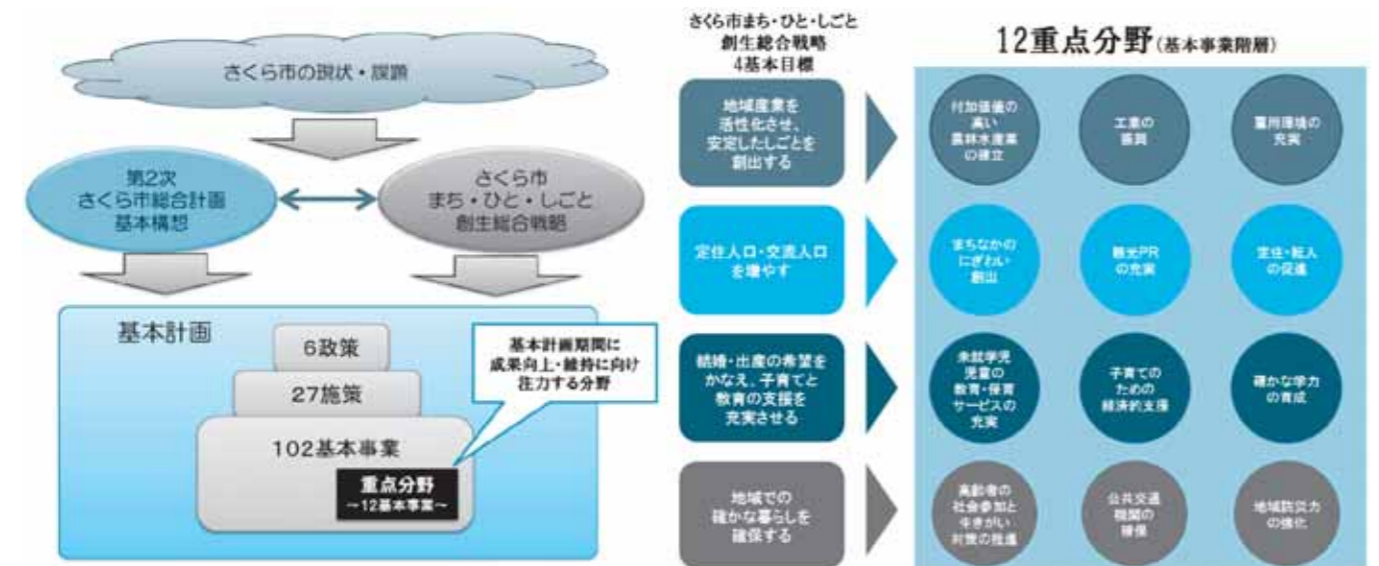 さくら市の現状・課題
第2次
さくら市総合計画
基本構想
さくら市
まち・ひと・しごと
創生総合戦略
基本計画
6政策
27施策
102基本事業
重点分野
~12基本事業~
基本計画期間に
成果向上・維持に向け
注力する分野
さくら市まち・ひと・しごと
創生総合戦略
4基本目標
地域産業を
活性化させ、
安定したしごとを
創出する
定住人口・交流人口
を増やす
結婚・出産の希望を
かなえ、子育てと
教育の支援を
充実させる
地域での
確かな暮らしを
確保する
12重点分野(基本事業階層)
付加価値の
高い
農林水産業
の確立
工業の
振興
雇用環境の
充実
まちなかの
にぎわい
創出
観光PR
の充実
定住・転入
の促進
未就学児
児童の
教育・保育
サービスの
充実
子育ての
ための
経済的支援
確かな学力
の育成
高齢者の
社会参加と
生きがい
対策の推進
公共交通
機関の
確保
地域防災力
の強化